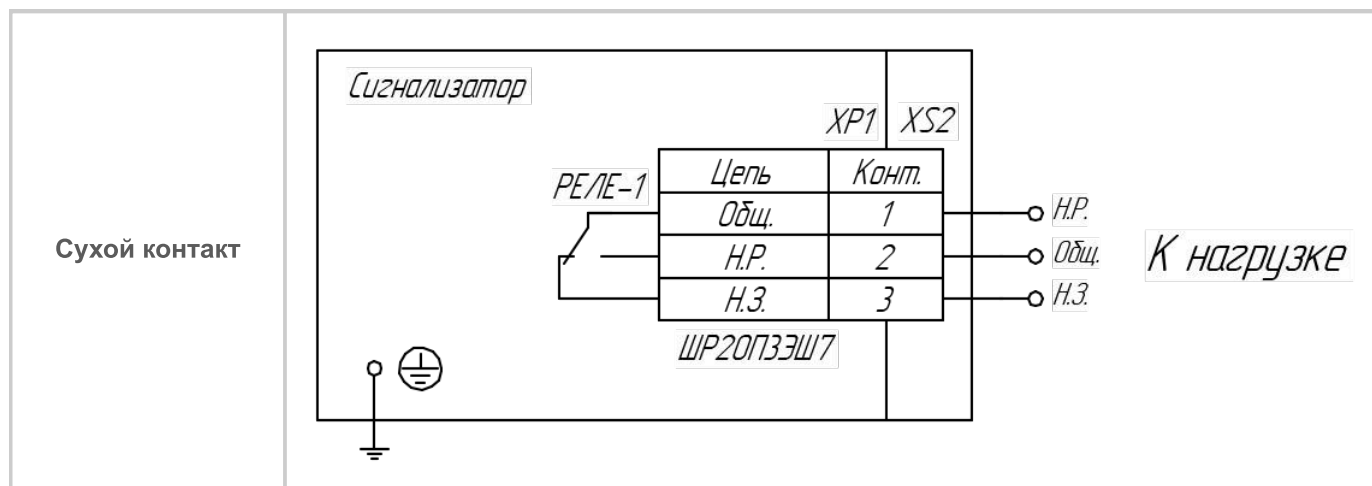 Сухой контакт
Сигнализатор
XP1 XS2
РЕЛЕ-1
Цепь Конт.
Общ. 1 Н.Р.
Н.Р. 2 Общ.
Н.З. 3 Н.З.
К нагрузке
ШР20П3ЭШ7